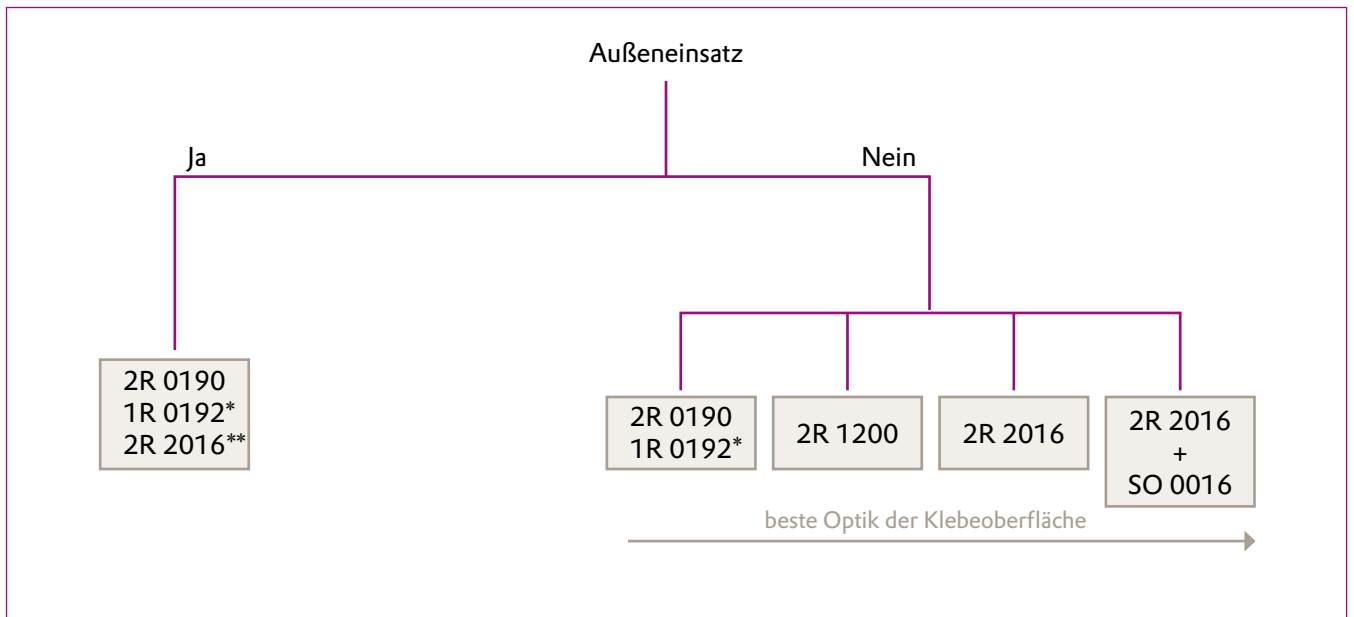 Außeneinsatz
Ja
Nein
2R 0190
1R 0192*
2R 2016**
2R 0190
1R 0192*
2R 1200
2R 2016
2R 2016
+
SO 0016
beste Optik der Klebeoberfläche